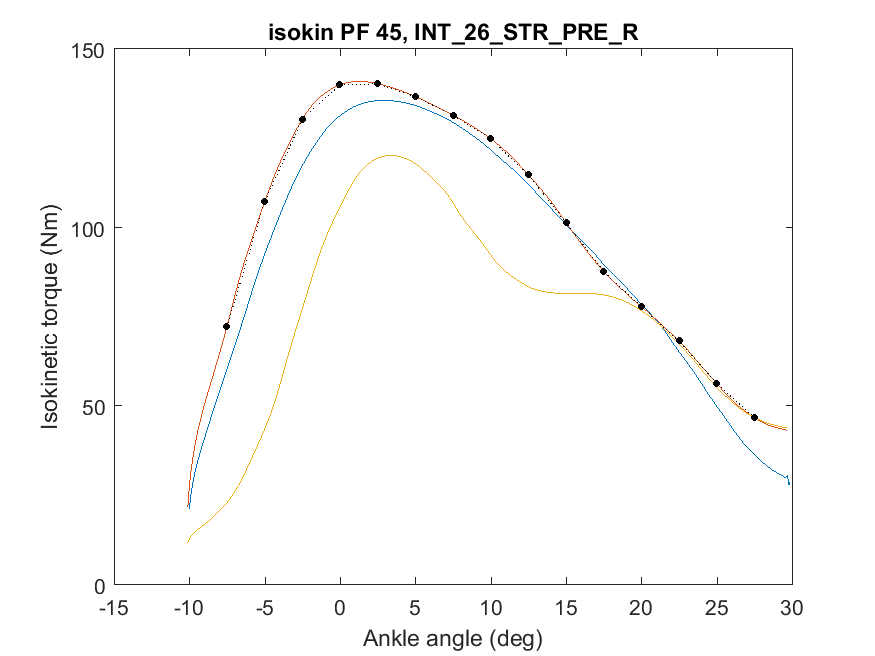 isokin PF 45, INT_26_STR_PRE_R
150
100
50
0
Isokinetic torque (Nm)
-15 -10 -5 0 5 10 15 20 25 30
Ankle angle (deg)